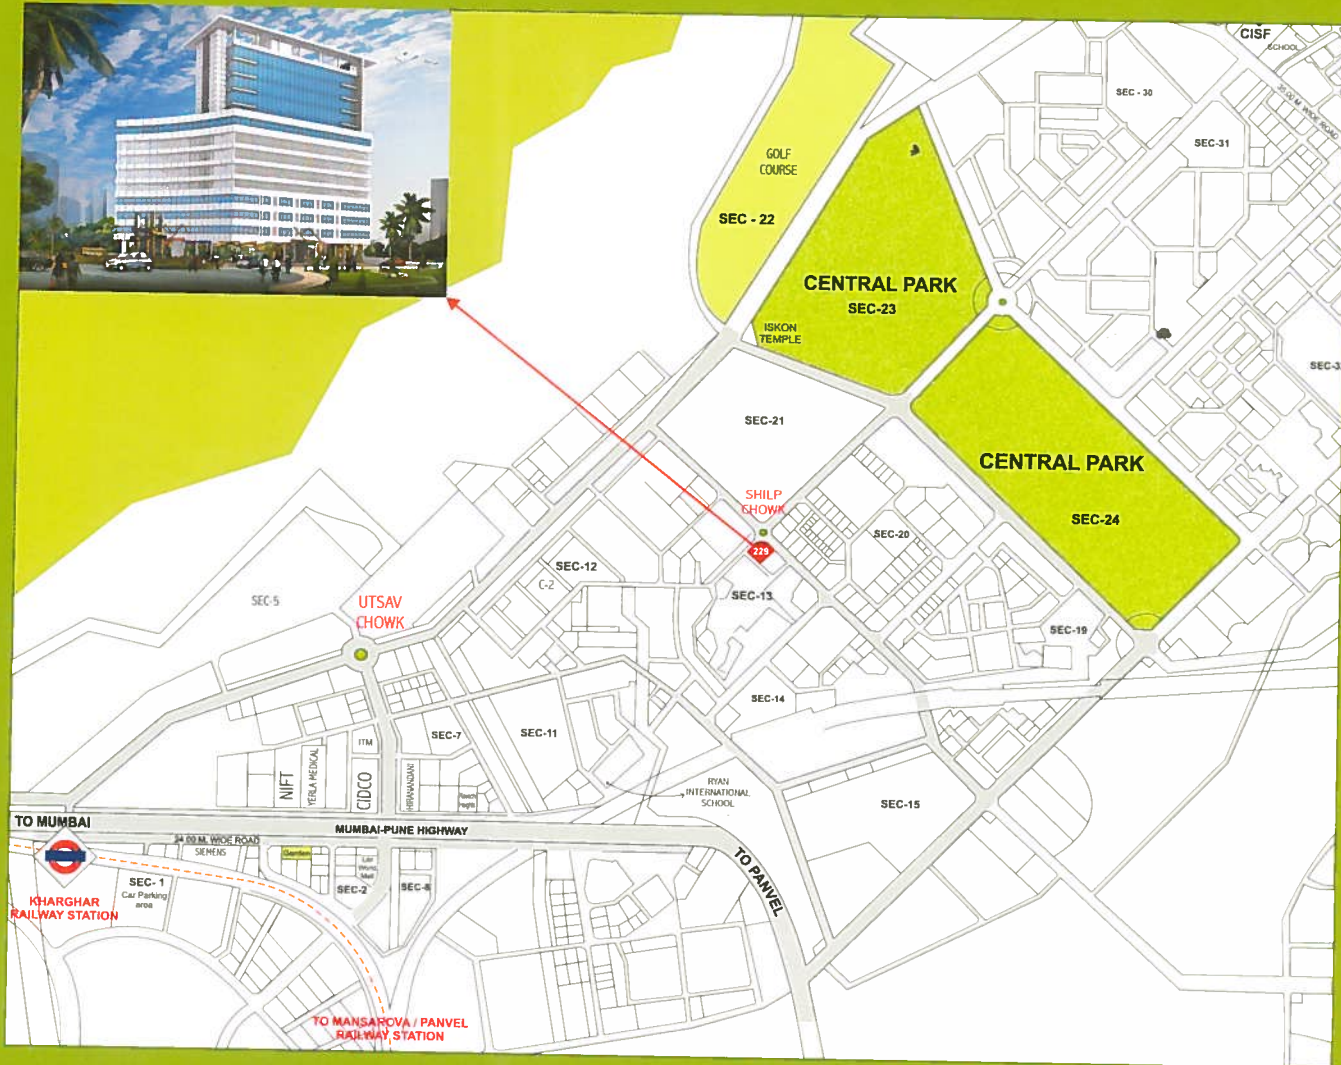 CISF
SCHOOL
SEC - 30
35.00 M. WIDE ROAD
SEC-31
GOLF
COURSE
SEC - 22
CENTRAL PARK
SEC-23
ISKON
TEMPLE
SEC-3
SEC-21
CENTRAL PARK
SEC-24
SHILP
CHOWK
229
SEC-20
SEC-12
C-2
SEC-13
SEC-5
UTSAV
CHOWK
SEC-19
SEC-14
SEC-7
SEC-11
ITM
NIFT
YERLA MEDICAL
CIDCO
HIRANANDANI
RYAN
INTERNATIONAL
SCHOOL
SEC-15
TO MUMBAI
MUMBAI-PUNE HIGHWAY
24.00 M. WIDE ROAD
SIEMENS
Garden
TO PANVEL
SEC- 1
Car Parking
area
SEC-2
SEC-8
KHARGHAR
RAILWAY STATION
TO MANSAROVA / PANVEL
RAILWAY STATION